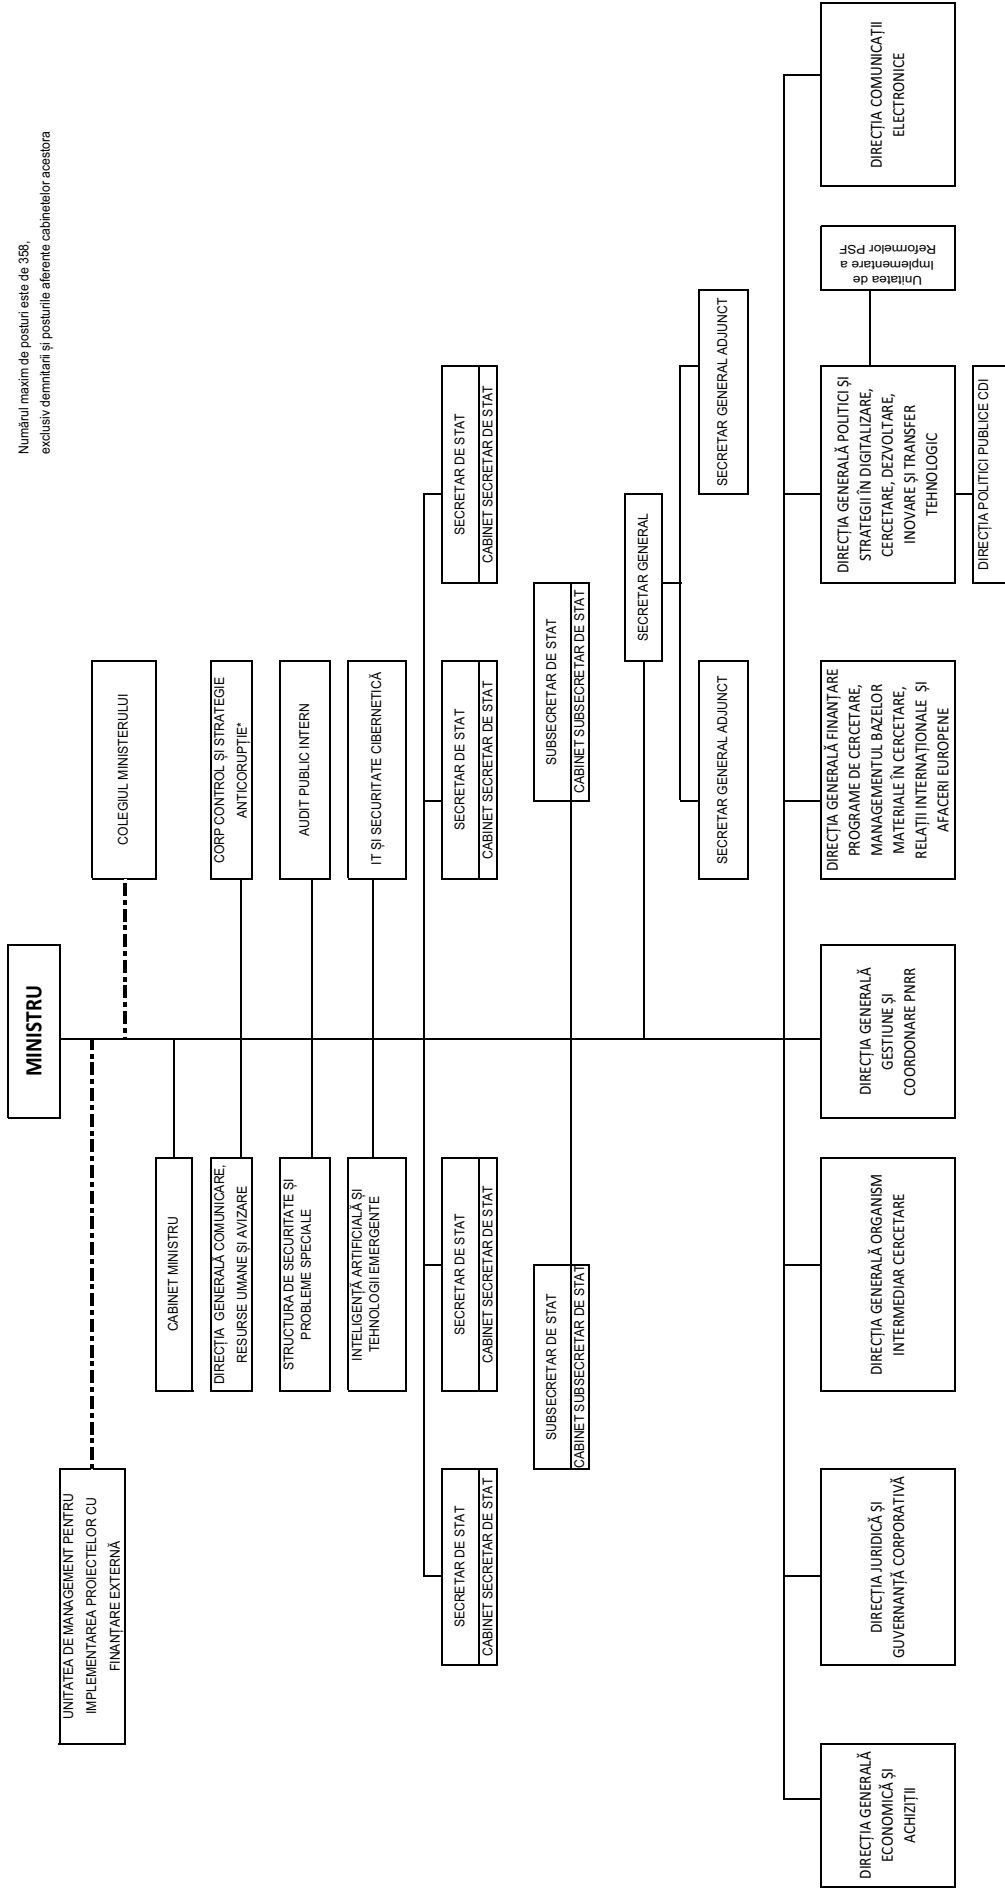 Numărul maxim de posturi este de 358,
exclusiv demnitarii și posturile aferente cabinetelor acestora
MINISTRU
UNITATEA DE MANAGEMENT PENTRU
IMPLEMENTAREA PROIECTELOR CU
FINANȚARE EXTERNĂ
COLEGIUL MINISTERULUI
CABINET MINISTRU
DIRECȚIA GENERALĂ COMUNICARE,
RESURSE UMANE ȘI AVIZARE
CORP CONTROL ȘI STRATEGIE
ANTICORUPȚIE*
STRUCTURA DE SECURITATE ȘI
PROBLEME SPECIALE
AUDIT PUBLIC INTERN
INTELIGENȚĂ ARTIFICIALĂ ȘI
TEHNOLOGII EMERGENTE
IT ȘI SECURITATE CIBERNETICĂ
SECRETAR DE STAT
CABINET SECRETAR DE STAT
SECRETAR DE STAT
CABINET SECRETAR DE STAT
SECRETAR DE STAT
CABINET SECRETAR DE STAT
SECRETAR DE STAT
CABINET SECRETAR DE STAT
SUBSECRETAR DE STAT
CABINET SUBSECRETAR DE STAT
SUBSECRETAR DE STAT
CABINET SUBSECRETAR DE STAT
SECRETAR GENERAL
SECRETAR GENERAL ADJUNCT
SECRETAR GENERAL ADJUNCT
DIRECȚIA GENERALĂ
ECONOMICĂ ȘI
ACHIZIȚII
DIRECȚIA JURIDICĂ ȘI
GUVERNANȚĂ CORPORATIVĂ
DIRECȚIA GENERALĂ ORGANISM
INTERMEDIAR CERCETARE
DIRECȚIA GENERALĂ
GESTIUNE ȘI
COORDONARE PNRR
DIRECȚIA GENERALĂ FINANȚARE
PROGRAME DE CERCETARE,
MANAGEMENTUL BAZELOR
MATERIALE ÎN CERCETARE,
RELAȚII INTERNAȚIONALE ȘI
AFACERI EUROPENE
DIRECȚIA GENERALĂ POLITICI ȘI
STRATEGII ÎN DIGITALIZARE,
CERCETARE, DEZVOLTARE,
INOVARE ȘI TRANSFER
TEHNOLOGIC
Unitatea de
Implementare a
Reformelor PSF
DIRECȚIA COMUNICAȚII
ELECTRONICE
DIRECȚIA POLITICI PUBLICE CDI